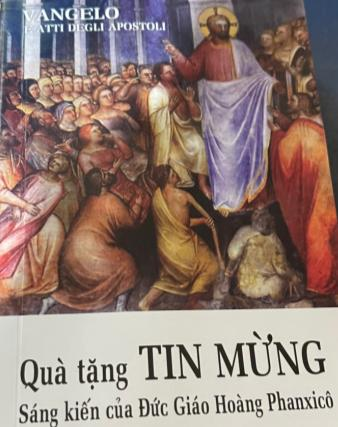 VANGELO
E ATTI DEGLI APOSTOLI
Quà tặng TIN MỪNG
Sáng kiến của Đức Giáo Hoàng Phanxicô